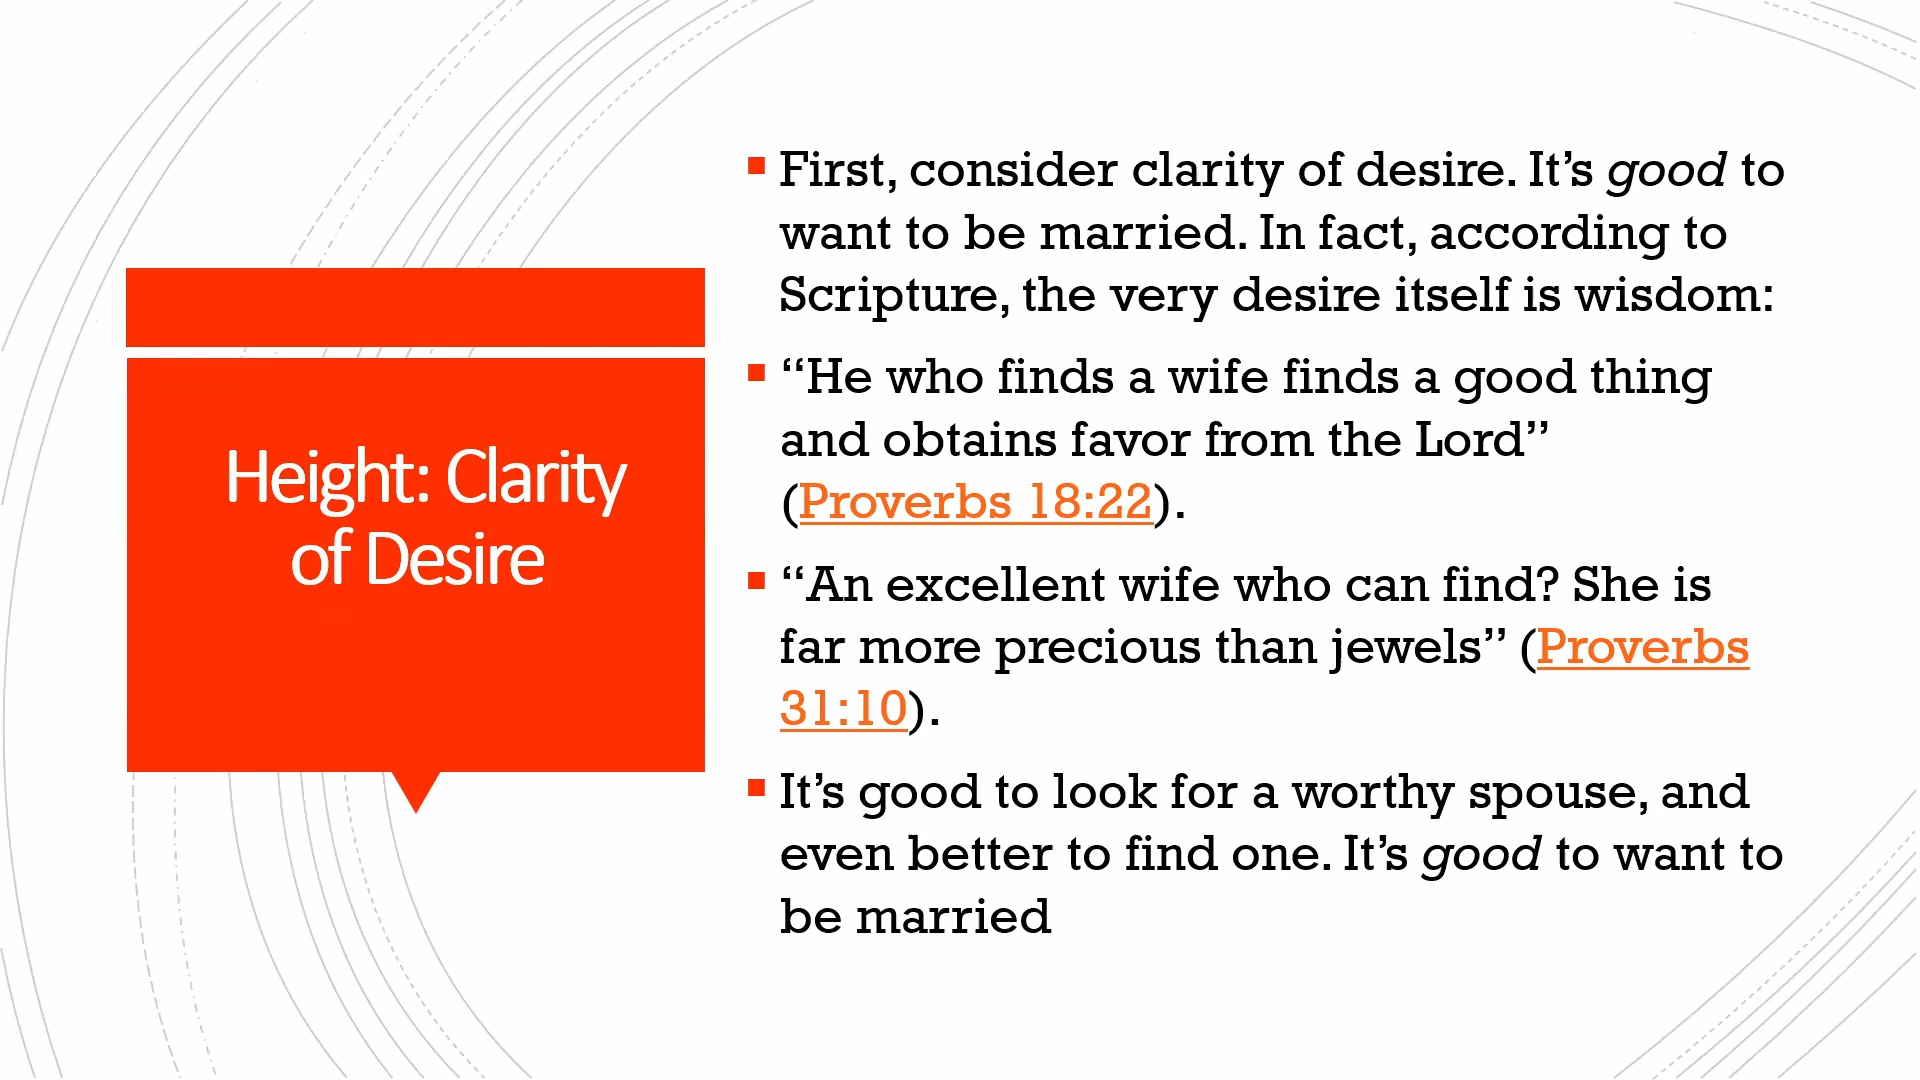 Height: Clarity
of Desire
First, consider clarity of desire. It’s good to
want to be married. In fact, according to
Scripture, the very desire itself is wisdom:
“He who finds a wife finds a good thing
and obtains favor from the Lord”
(Proverbs 18:22).
“An excellent wife who can find? She is
far more precious than jewels” (Proverbs
31:10).
It’s good to look for a worthy spouse, and
even better to find one. It’s good to want to
be married